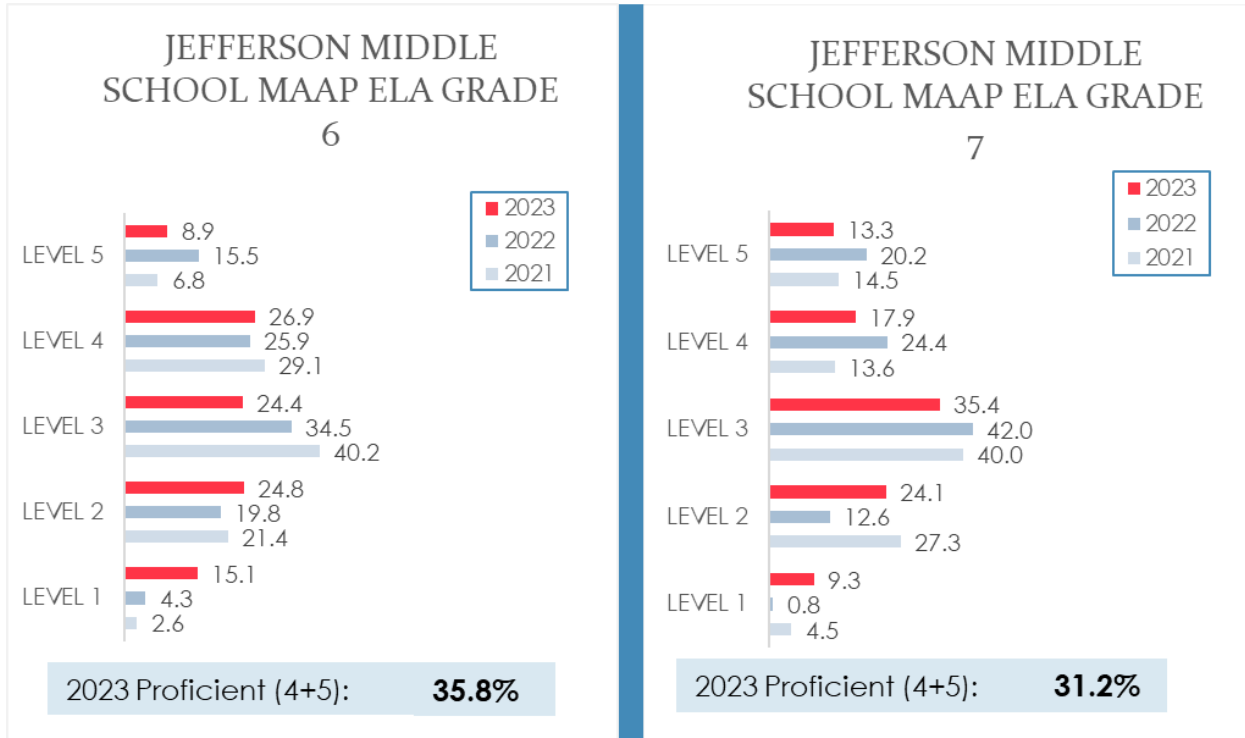 JEFFERSON MIDDLE
SCHOOL MAAP ELA GRADE
6
2023
2022
2021
LEVEL 5
8.9
15.5
6.8
LEVEL 4
26.9
25.9
29.1
LEVEL 3
24.4
34.5
40.2
LEVEL 2
24.8
19.8
21.4
LEVEL 1
15.1
4.3
2.6
2023 Proficient (4+5): 35.8%
JEFFERSON MIDDLE
SCHOOL MAAP ELA GRADE
7
2023
2022
2021
LEVEL 5
13.3
20.2
14.5
LEVEL 4
17.9
24.4
13.6
LEVEL 3
35.4
42.0
40.0
LEVEL 2
24.1
12.6
27.3
LEVEL 1
9.3
0.8
4.5
2023 Proficient (4+5): 31.2%